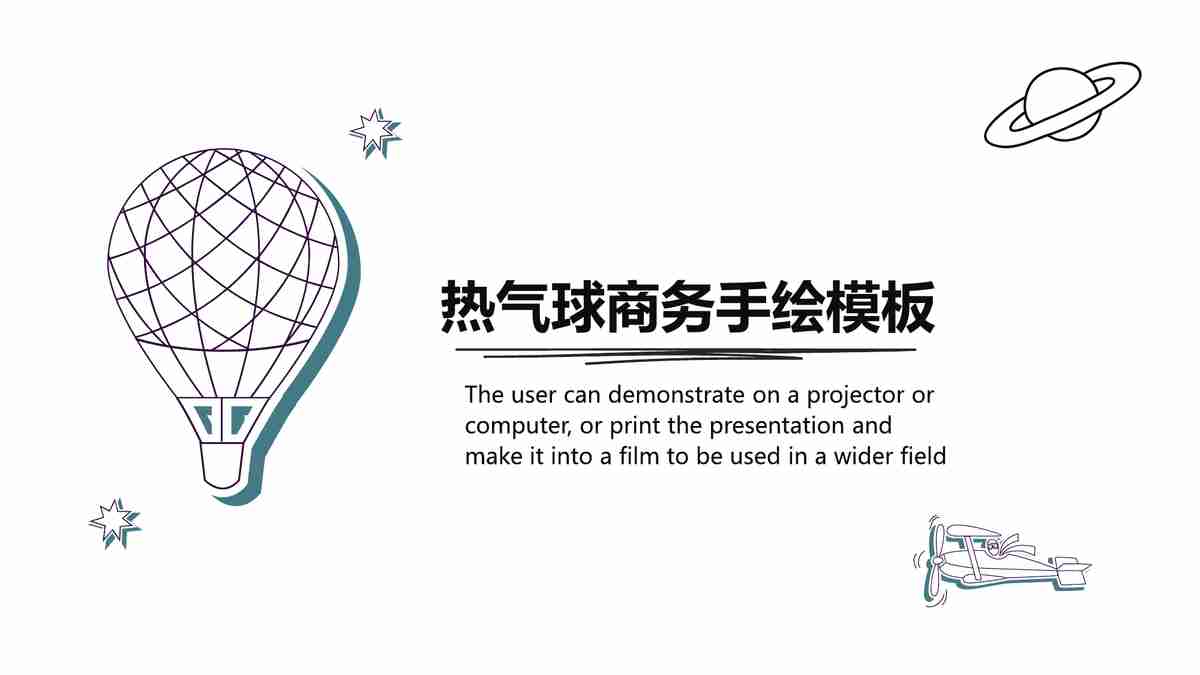 热气球商务手绘模板
The user can demonstrate on a projector or
computer, or print the presentation and
make it into a film to be used in a wider field